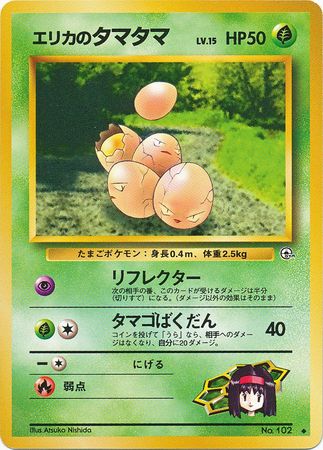 エリカのタマタマ LV.15 HP50
たまごポケモン：身長0.4m、体重2.5kg
リフレクター
次の相手の番、このカードが受けるダメージは半分
（切りすて）になる。（ダメージ以外の効果はそのまま）
タマゴばくだん 40
コインを投げて「うら」なら、相手へのダメー
ジはなくなり、自分に20ダメージ。
にげる
弱点
Illus. Atsuko Nishida No. 102